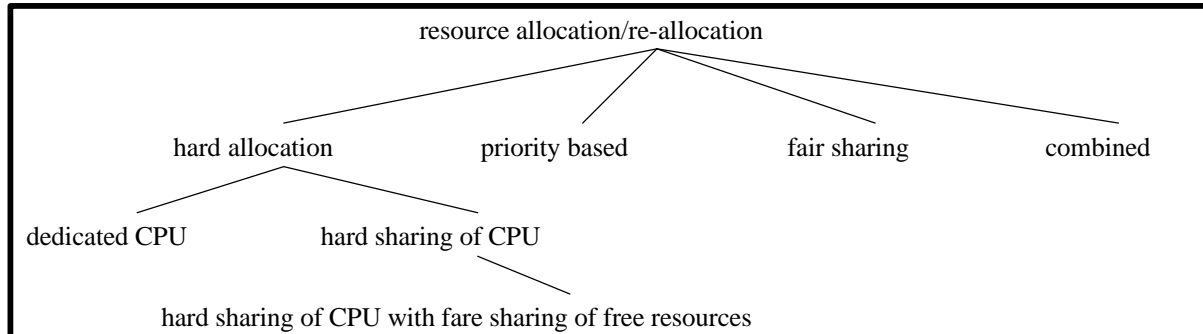 resource allocation/re-allocation
hard allocation
priority based
fair sharing
combined
dedicated CPU
hard sharing of CPU
hard sharing of CPU with fare sharing of free resources